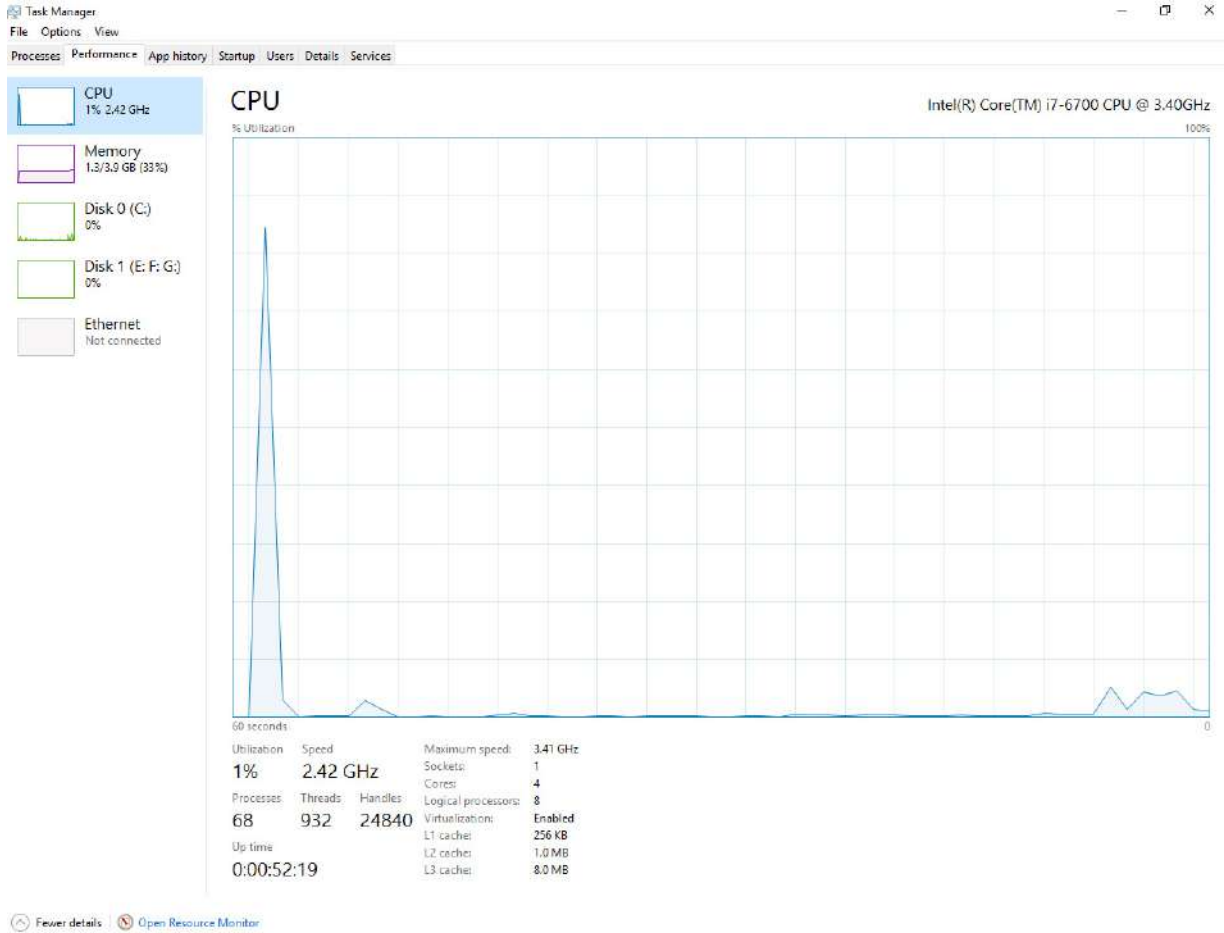 Task Manager
File Options View
Processes Performance App history Startup Users Details Services
CPU
1% 2.42 GHz
Memory
1.3/3.9 GB (33%)
Disk 0 (C:)
0%
Disk 1 (E: F: G:)
0%
Ethernet
Not connected
CPU
Intel(R) Core(TM) i7-6700 CPU @ 3.40GHz
% Utilization 100%
60 seconds 0
Utilization Speed
1% 2.42 GHz
Processes Threads Handles
68 932 24840
Up time
0:00:52:19
Maximum speed: 3.41 GHz
Sockets: 1
Cores: 4
Logical processors: 8
Virtualization: Enabled
L1 cache: 256 KB
L2 cache: 1.0 MB
L3 cache: 8.0 MB
Fewer details Open Resource Monitor